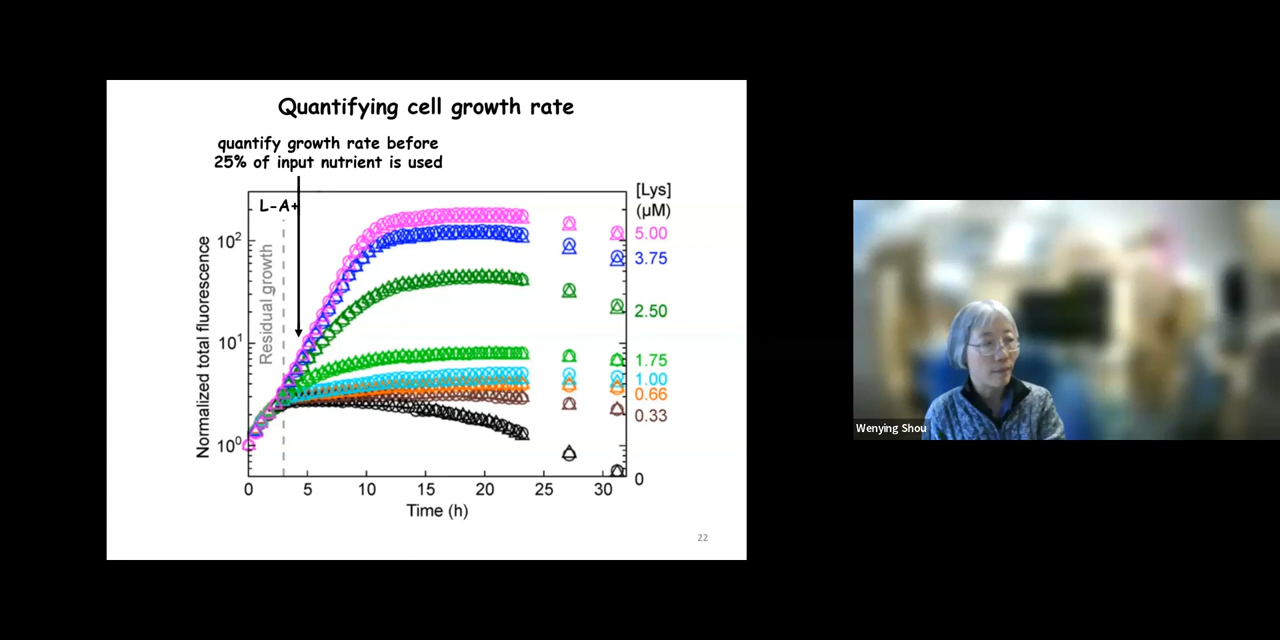 Quantifying cell growth rate
quantify growth rate before
25% of input nutrient is used
L-A+
[Lys]
(µM)
Normalized total fluorescence
Residual growth
10²
10¹
10⁰
5.00
3.75
2.50
1.75
1.00
0.66
0.33
0
0 5 10 15 20 25 30
Time (h)
22
Wenying Shou